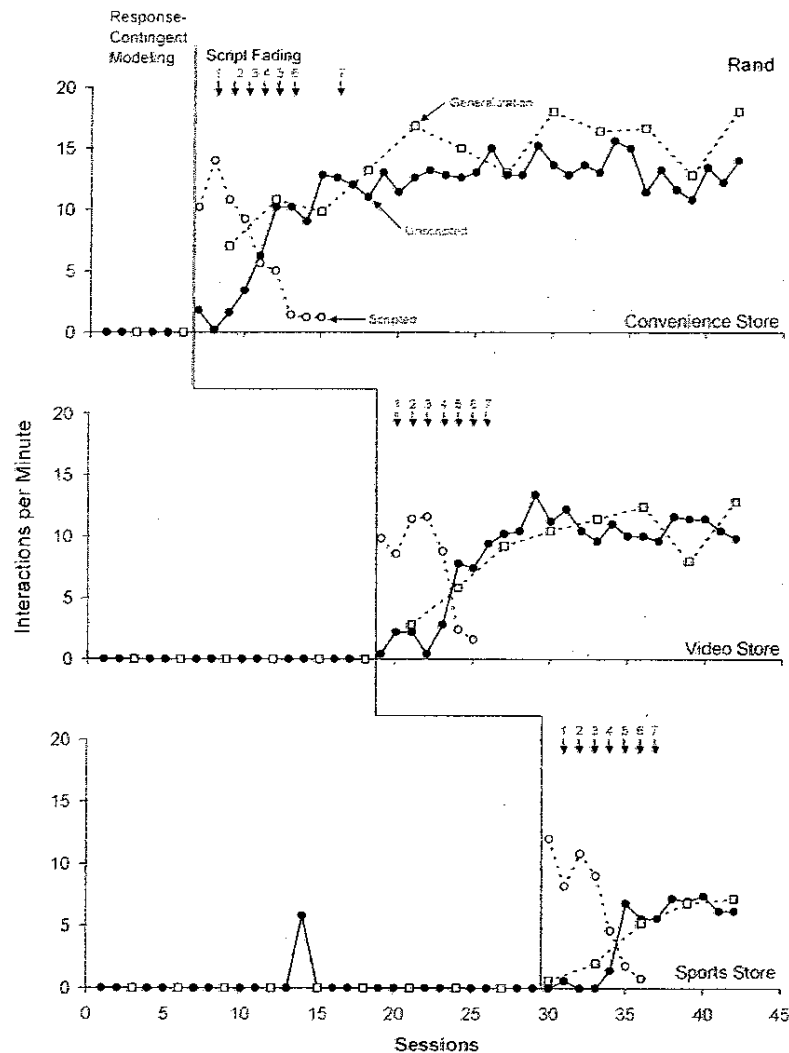 Response-
Contingent
Modeling
Script Fading
1 2 3 4 5 6 7
Rand
20
15
10
5
0
Generalization
Unscripted
Scripted
Convenience Store
Interactions per Minute
1 2 3 4 5 6 7
20
15
10
5
0
Video Store
1 2 3 4 5 6 7
20
15
10
5
0
Sports Store
0 5 10 15 20 25 30 35 40 45
Sessions